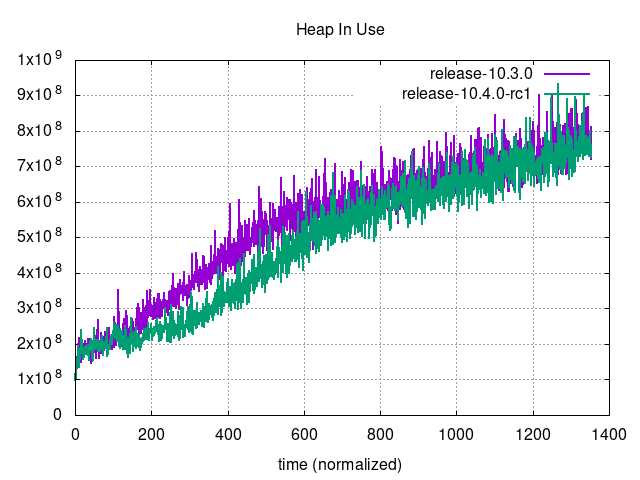 Heap In Use
1x10^9
9x10^8
8x10^8
7x10^8
6x10^8
5x10^8
4x10^8
3x10^8
2x10^8
1x10^8
0
release-10.3.0
release-10.4.0-rc1
0 200 400 600 800 1000 1200 1400
time (normalized)